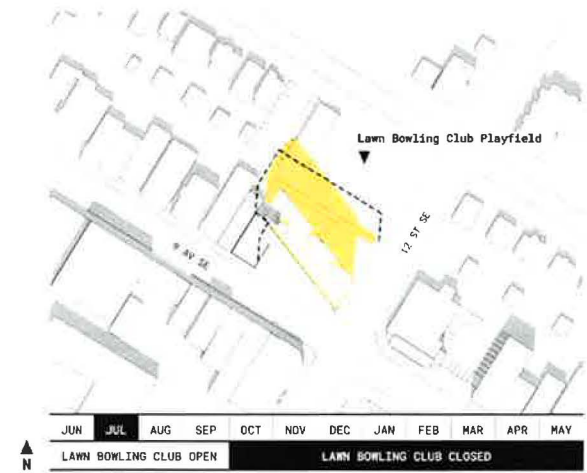 Lawn Bowling Club Playfield
12 ST SE
9 AV SE
JUN JUL AUG SEP OCT NOV DEC JAN FEB MAR APR MAY
LAWN BOWLING CLUB OPEN LAWN BOWLING CLUB CLOSED
N